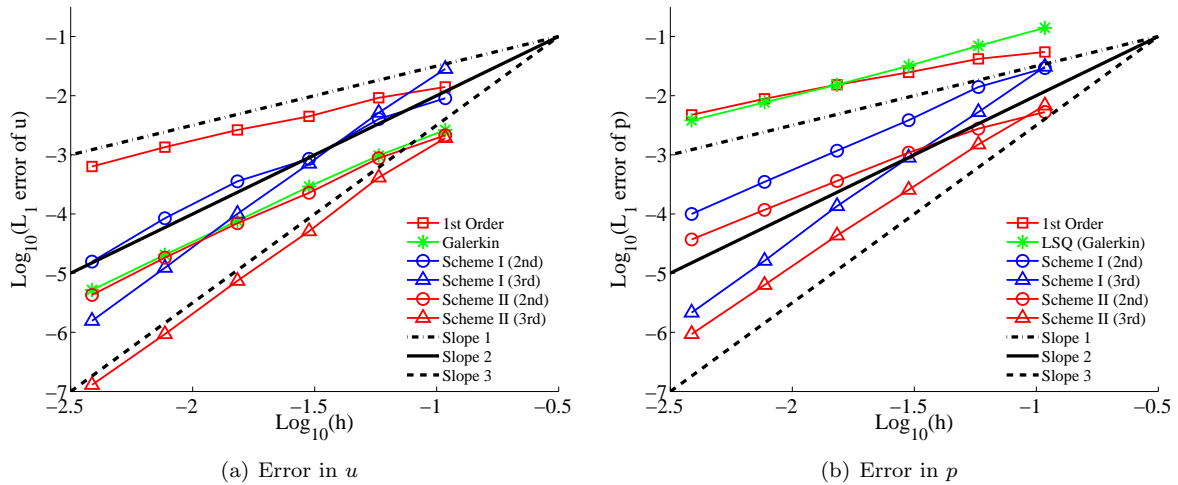 Log10(L1 error of u)
−1
−2
−3
−4
−5
−6
−7
−2.5
−2
−1.5
−1
−0.5
Log10(h)
1st Order
Galerkin
Scheme I (2nd)
Scheme I (3rd)
Scheme II (2nd)
Scheme II (3rd)
Slope 1
Slope 2
Slope 3
(a) Error in u
Log10(L1 error of p)
−1
−2
−3
−4
−5
−6
−7
−2.5
−2
−1.5
−1
−0.5
Log10(h)
1st Order
LSQ (Galerkin)
Scheme I (2nd)
Scheme I (3rd)
Scheme II (2nd)
Scheme II (3rd)
Slope 1
Slope 2
Slope 3
(b) Error in p